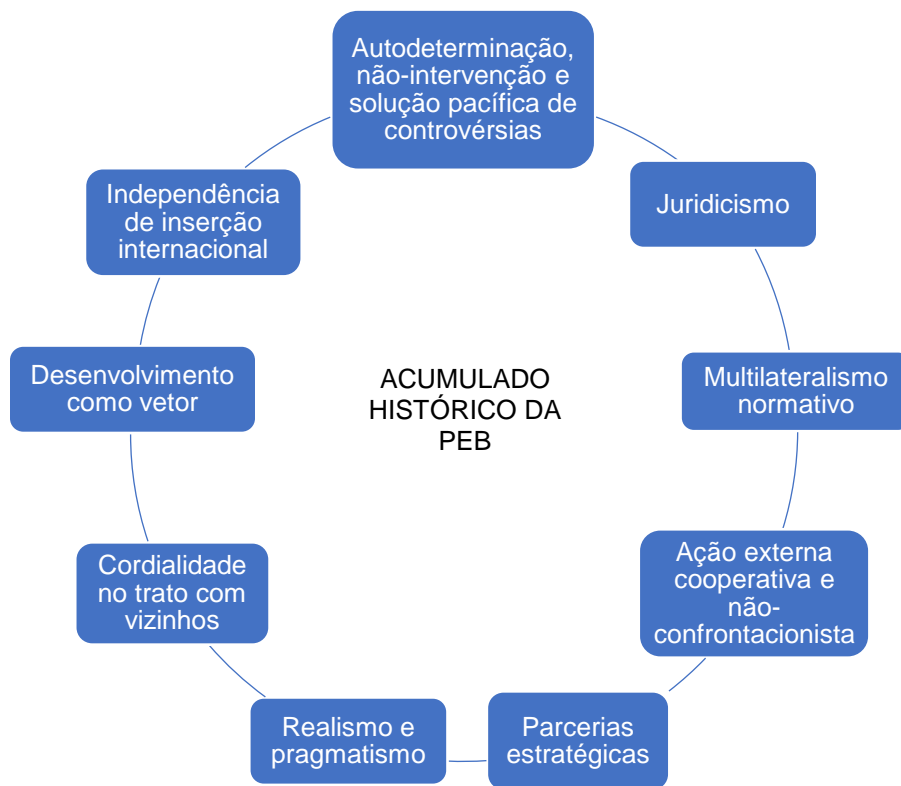 Autodeterminação,
não-intervenção e
solução pacífica de
controvérsias
Juridicismo
Multilateralismo
normativo
Ação externa
cooperativa e
não-
confrontacionista
Parcerias
estratégicas
Realismo e
pragmatismo
Cordialidade
no trato com
vizinhos
Desenvolvimento
como vetor
Independência
de inserção
internacional
ACUMULADO
HISTÓRICO DA
PEB